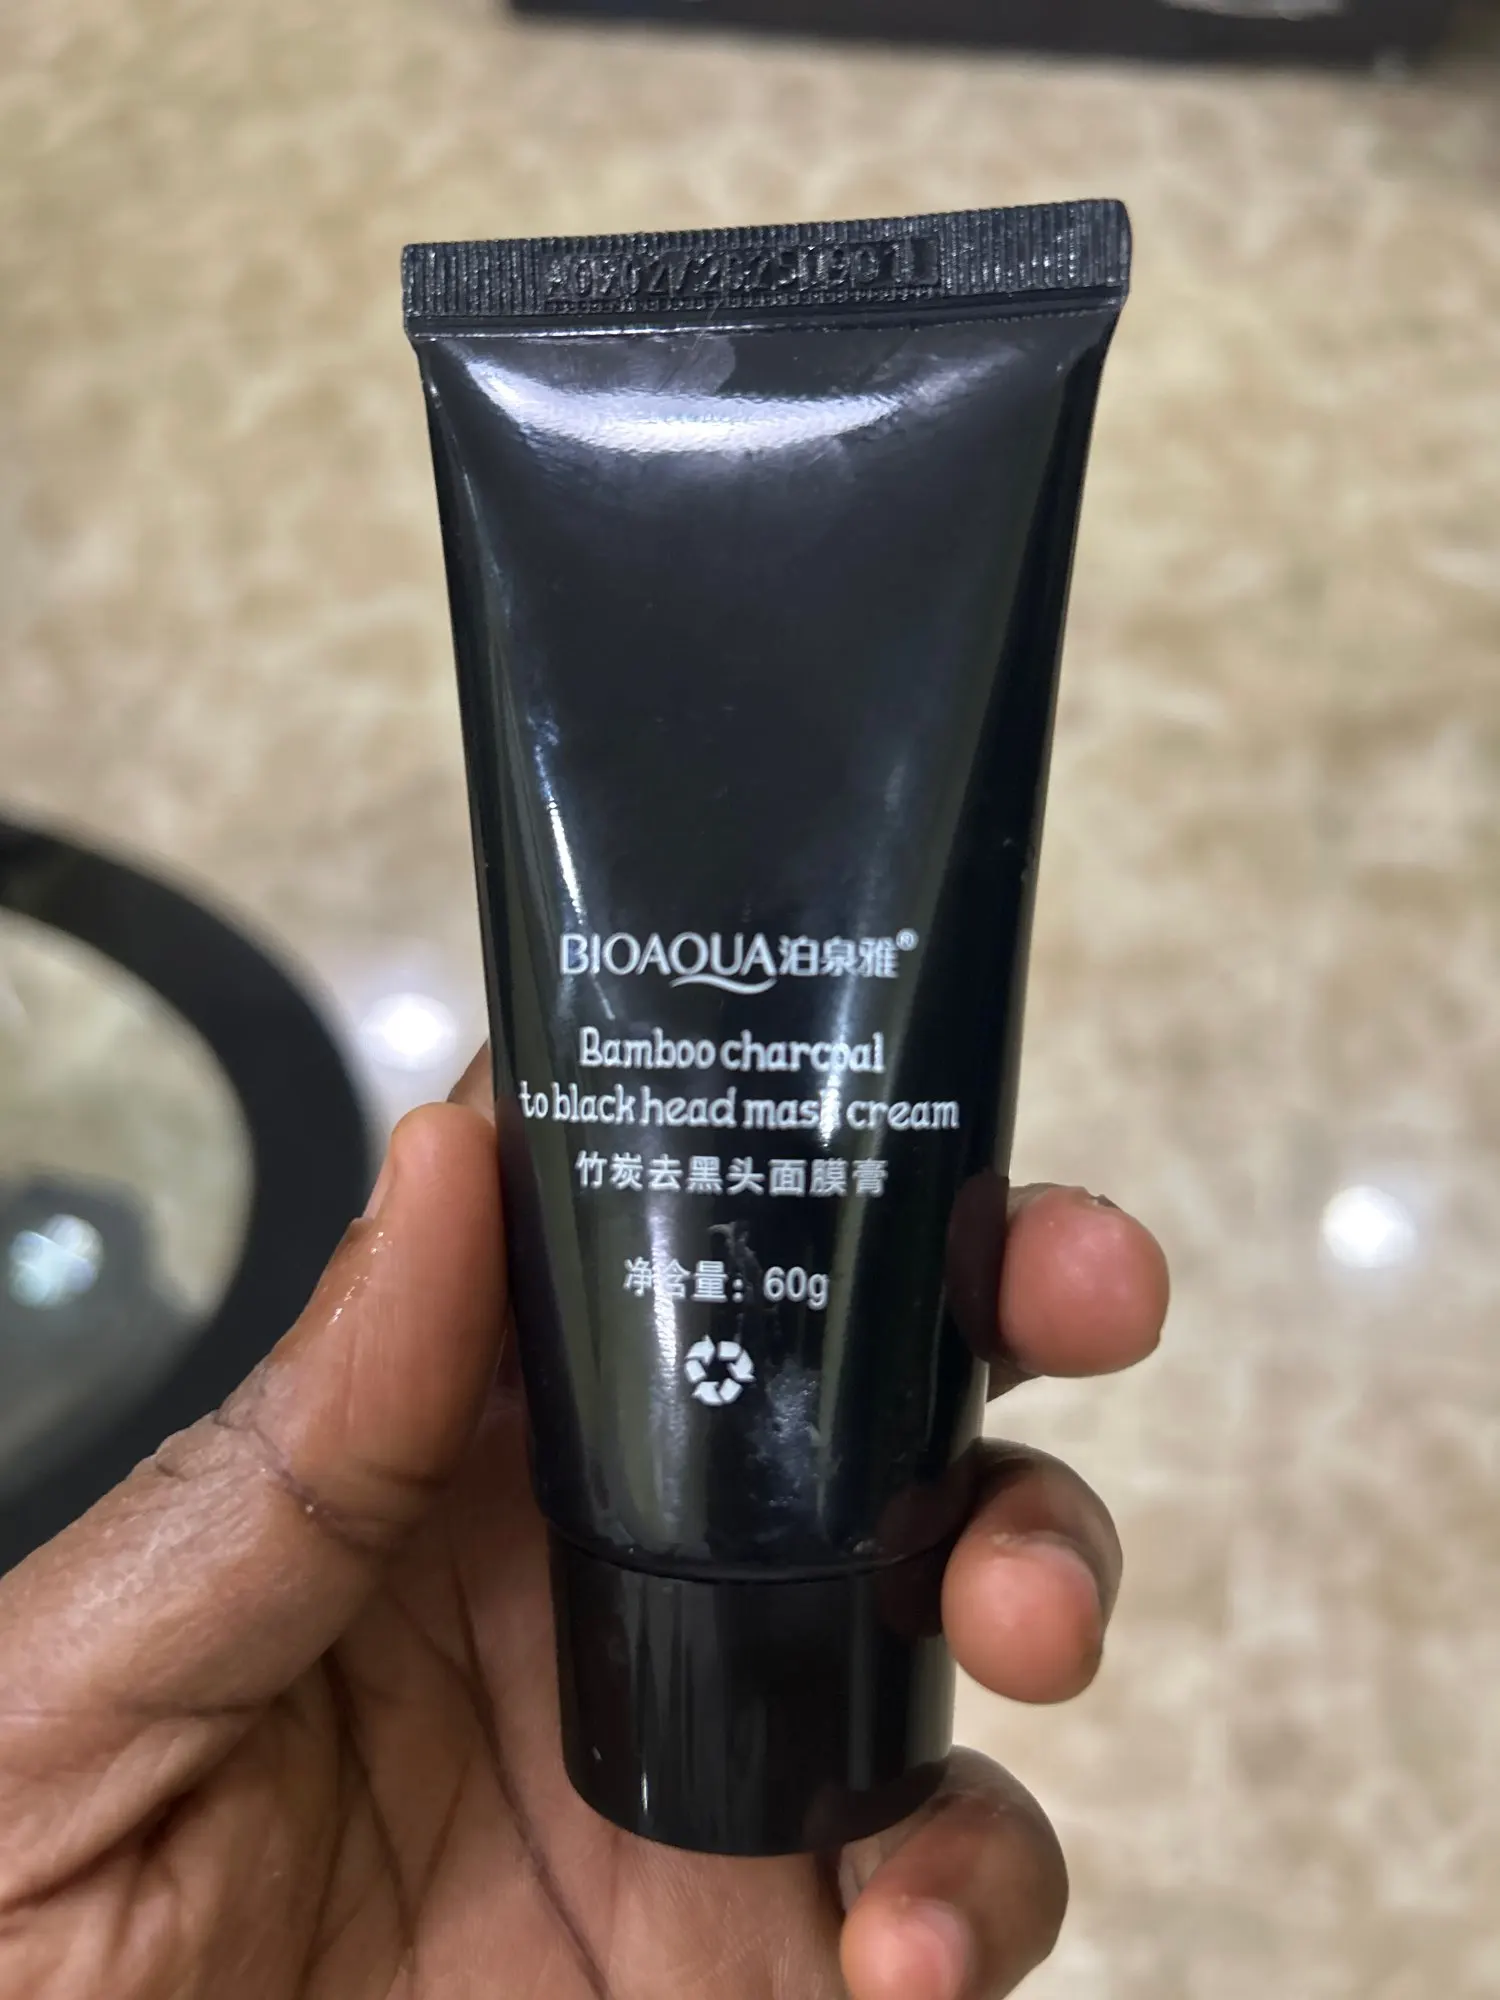 BIOAQUA泊泉雅®
Bamboo charcoal
to black head mask cream
竹炭去黑头面膜膏
净含量：60g